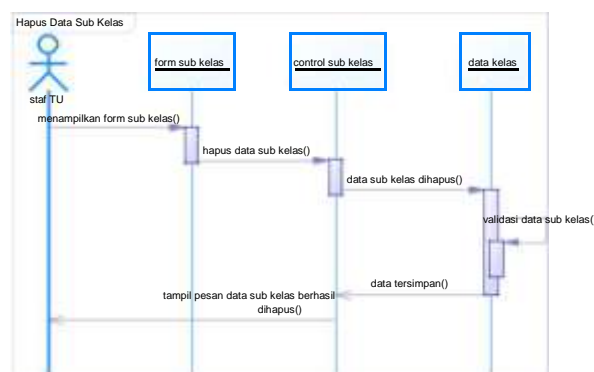 Hapus Data Sub Kelas
form sub kelas
control sub kelas
data kelas
staf TU
menampilkan form sub kelas()
hapus data sub kelas()
data sub kelas dihapus()
validasi data sub kelas(
data tersimpan()
tampil pesan data sub kelas berhasil
dihapus()